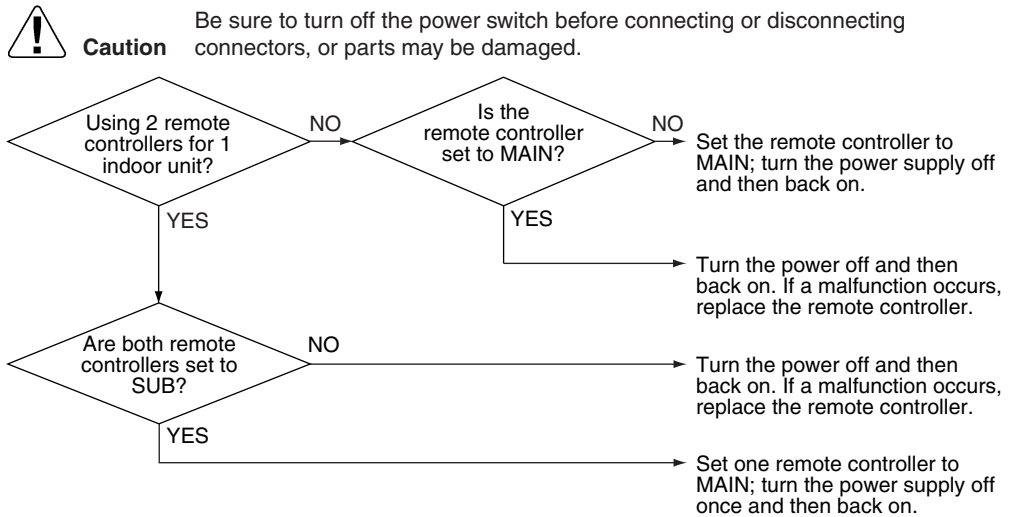 Be sure to turn off the power switch before connecting or disconnecting
Caution connectors, or parts may be damaged.
Using 2 remote
controllers for 1
indoor unit?
NO
Is the
remote controller
set to MAIN?
NO
Set the remote controller to
MAIN; turn the power supply off
and then back on.
YES
YES
Turn the power off and then
back on. If a malfunction occurs,
replace the remote controller.
Are both remote
controllers set to
SUB?
NO
Turn the power off and then
back on. If a malfunction occurs,
replace the remote controller.
YES
Set one remote controller to
MAIN; turn the power supply off
once and then back on.